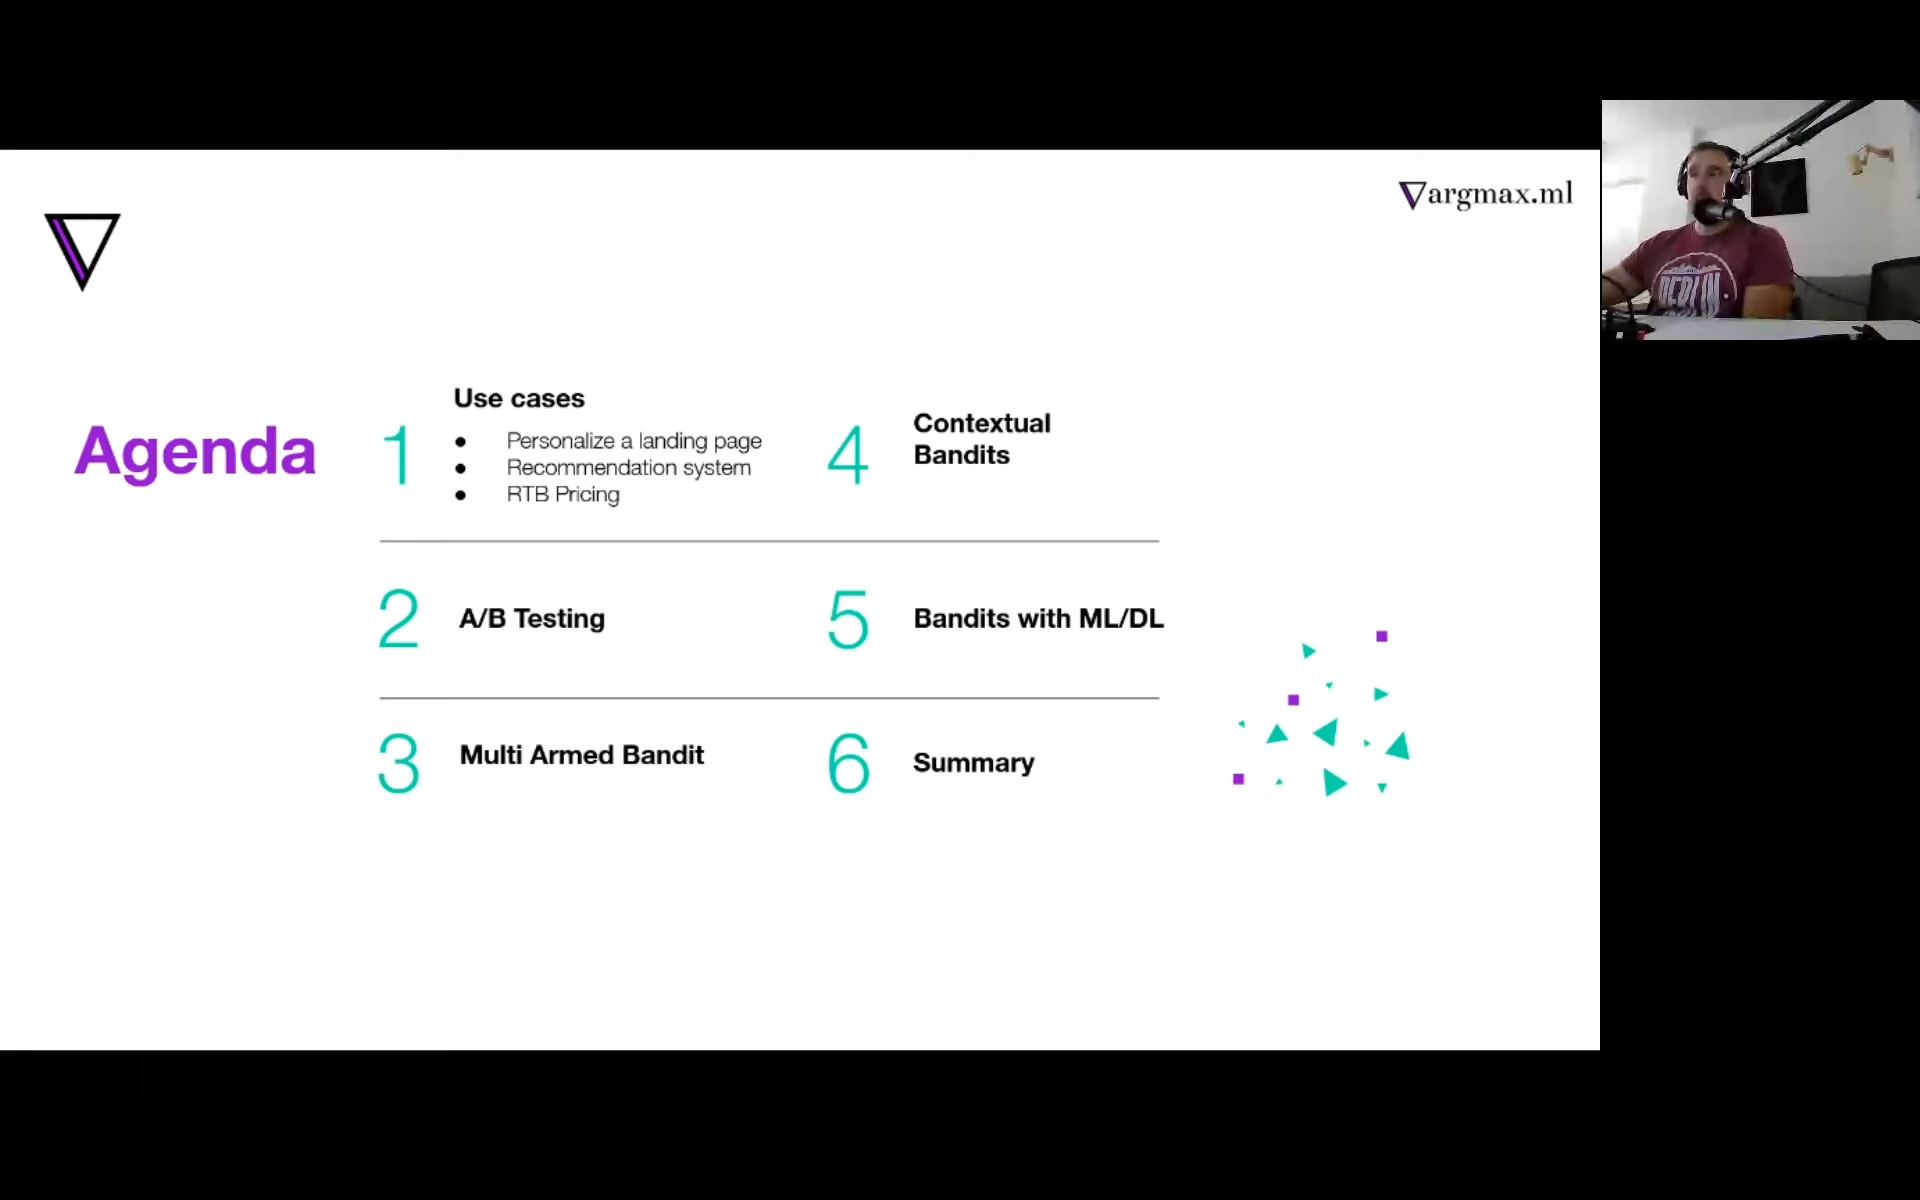 argmax.ml
Agenda
1
Use cases
● Personalize a landing page
● Recommendation system
● RTB Pricing
2
A/B Testing
3
Multi Armed Bandit
4
Contextual
Bandits
5
Bandits with ML/DL
6
Summary
BERLIN